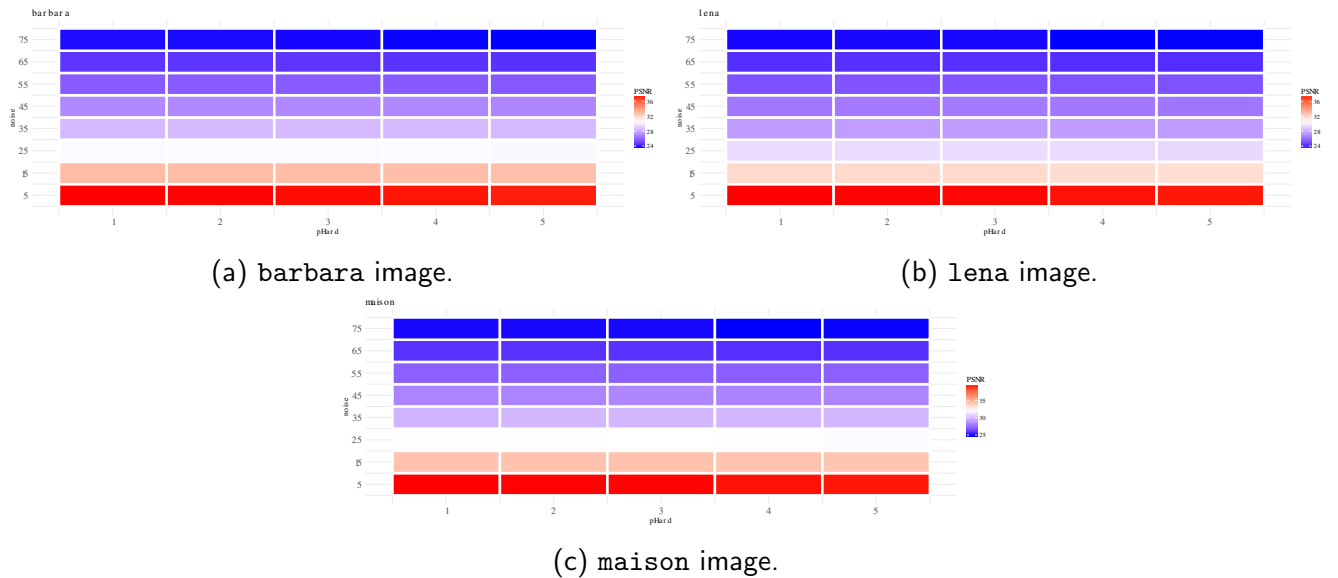 barbara
75
65
55
45
35
25
15
5
noise
1 2 3 4 5
pHard
PSNR
36
32
28
24
(a) barbara image.
lena
75
65
55
45
35
25
15
5
noise
1 2 3 4 5
pHard
PSNR
36
32
28
24
(b) lena image.
maison
75
65
55
45
35
25
15
5
noise
1 2 3 4 5
pHard
PSNR
35
30
25
(c) maison image.